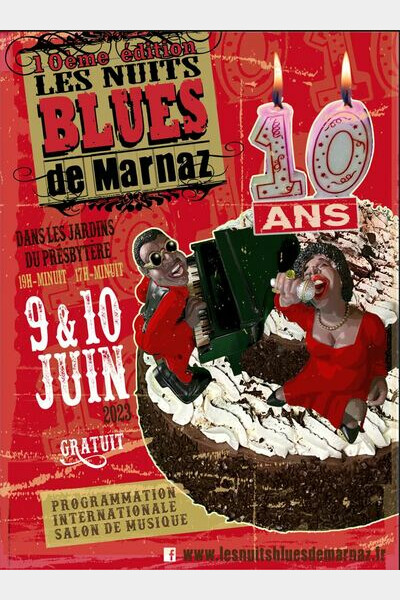 10ème édition
LES NUITS
BLUES
de Marnaz
10
ANS
DANS LES JARDINS
DU PRESBYTÈRE
19H-MINUIT 17H-MINUIT
9 & 10
JUIN
2023
GRATUIT
PROGRAMMATION
INTERNATIONALE
SALON DE MUSIQUE
f www.lesnuitsbluesdemarnaz.fr